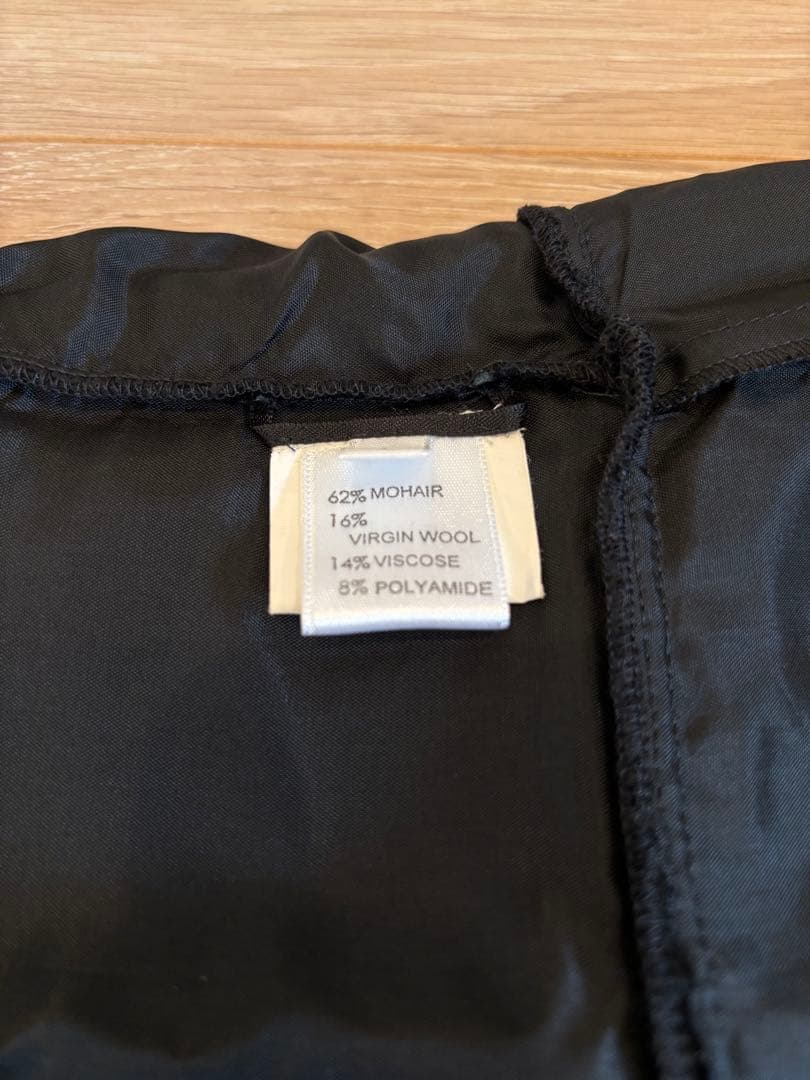 62% MOHAIR
16%
VIRGIN WOOL
14% VISCOSE
8% POLYAMIDE